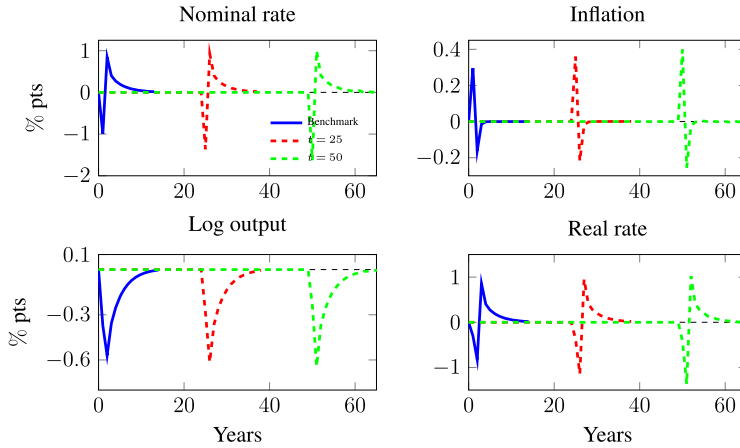 Nominal rate
1
0
−1
−2
% pts
0 20 40 60
Benchmark
t = 25
t = 50
Inflation
0.4
0.2
0
−0.2
0 20 40 60
Log output
0.1
−0.3
−0.6
% pts
0 20 40 60
Years
Real rate
1
0
−1
0 20 40 60
Years